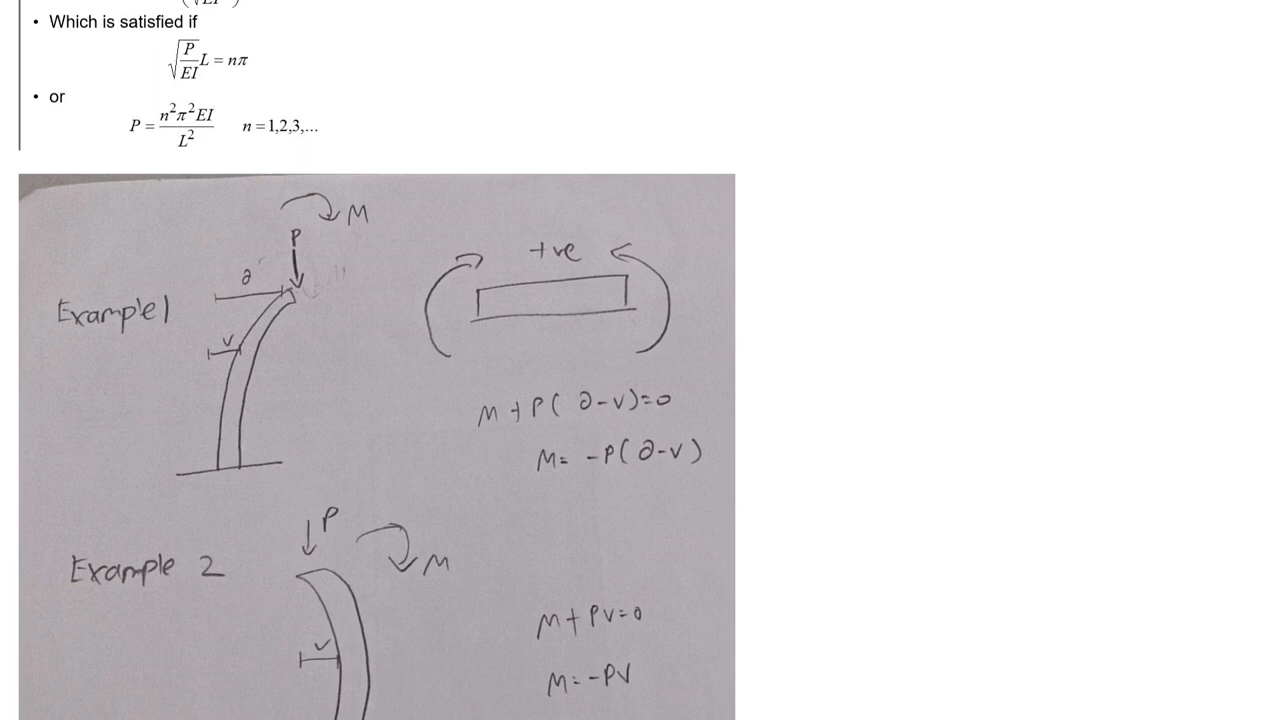 • Which is satisfied if
√(P/EI) L = nπ
• or
P = n²π²EI / L²    n = 1,2,3,...
M
P
∂
+ve
Example 1
v
M + P( ∂-v)=0
M= -P(∂-v)
P
M
Example 2
M+PV=0
v
M=-PV